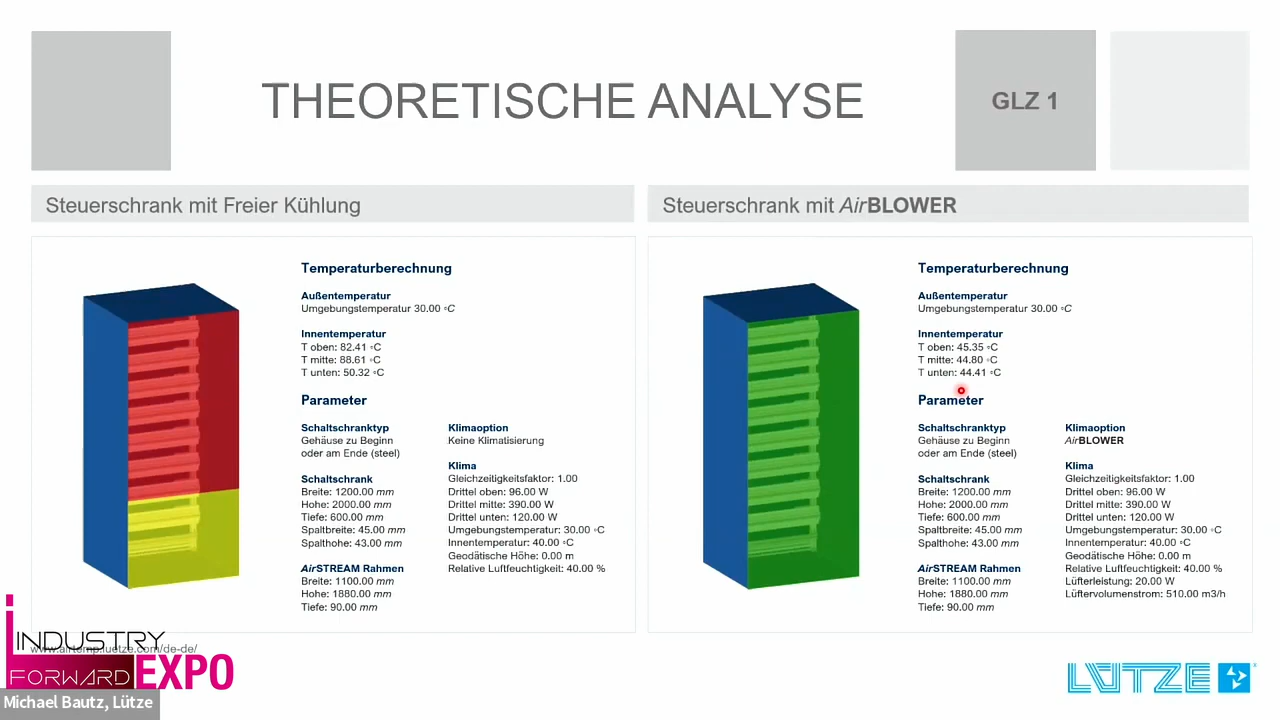 THEORETISCHE ANALYSE
GLZ 1
Steuerschrank mit Freier Kühlung
Temperaturberechnung
Außentemperatur
Umgebungstemperatur 30.00 °C
Innentemperatur
T oben: 82.41 °C
T mitte: 88.61 °C
T unten: 50.32 °C
Parameter
Schaltschranktyp
Gehäuse zu Beginn
oder am Ende (steel)
Schaltschrank
Breite: 1200.00 mm
Hohe: 2000.00 mm
Tiefe: 600.00 mm
Spaltbreite: 45.00 mm
Spalthohe: 43.00 mm
AirSTREAM Rahmen
Breite: 1100.00 mm
Hohe: 1880.00 mm
Tiefe: 90.00 mm
Klimaoption
Keine Klimatisierung
Klima
Gleichzeitigkeitsfaktor: 1.00
Drittel oben: 96.00 W
Drittel mitte: 390.00 W
Drittel unten: 120.00 W
Umgebungstemperatur: 30.00 °C
Innentemperatur: 40.00 °C
Geodätische Höhe: 0.00 m
Relative Luftfeuchtigkeit: 40.00 %
Steuerschrank mit AirBLOWER
Temperaturberechnung
Außentemperatur
Umgebungstemperatur 30.00 °C
Innentemperatur
T oben: 45.35 °C
T mitte: 44.80 °C
T unten: 44.41 °C
Parameter
Schaltschranktyp
Gehäuse zu Beginn
oder am Ende (steel)
Schaltschrank
Breite: 1200.00 mm
Hohe: 2000.00 mm
Tiefe: 600.00 mm
Spaltbreite: 45.00 mm
Spalthohe: 43.00 mm
AirSTREAM Rahmen
Breite: 1100.00 mm
Hohe: 1880.00 mm
Tiefe: 90.00 mm
Klimaoption
AirBLOWER
Klima
Gleichzeitigkeitsfaktor: 1.00
Drittel oben: 96.00 W
Drittel mitte: 390.00 W
Drittel unten: 120.00 W
Umgebungstemperatur: 30.00 °C
Innentemperatur: 40.00 °C
Geodätische Höhe: 0.00 m
Relative Luftfeuchtigkeit: 40.00 %
Lüfterleistung: 20.00 W
Lüftervolumenstrom: 510.00 m3/h
www.airtemp.luetze.com/de-de/
INDUSTRY
FORWARD EXPO
Michael Bautz, Lütze
LÜTZE